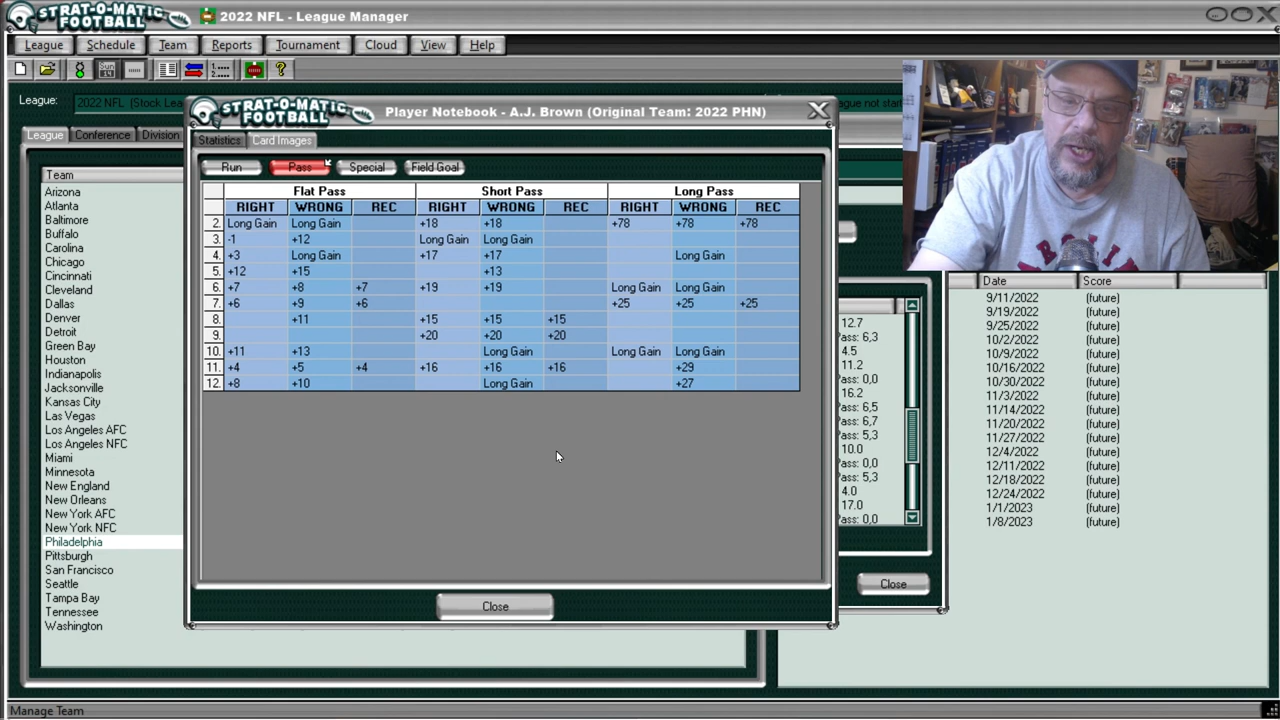 STRAT-O-MATIC FOOTBALL 2022 NFL - League Manager
League Schedule Team Reports Tournament Cloud View Help
League: 2022 NFL (Stock Lea
gue not start
STRAT-O-MATIC FOOTBALL Player Notebook - A.J. Brown (Original Team: 2022 PHN)
League Conference Division
Statistics Card Images
Run Pass Special Field Goal
Flat Pass Short Pass Long Pass
RIGHT WRONG REC RIGHT WRONG REC RIGHT WRONG REC
2. Long Gain Long Gain +18 +18 +78 +78 +78
3. -1 +12 Long Gain Long Gain
4. +3 Long Gain +17 +17 Long Gain
5. +12 +15 +13
6. +7 +8 +7 +19 +19 Long Gain Long Gain
7. +6 +9 +6 +25 +25 +25
8. +11 +15 +15 +15
9. +20 +20 +20
10. +11 +13 Long Gain Long Gain Long Gain
11. +4 +5 +4 +16 +16 +16 +29
12. +8 +10 Long Gain +27
Close
Team
Arizona
Atlanta
Baltimore
Buffalo
Carolina
Chicago
Cincinnati
Cleveland
Dallas
Denver
Detroit
Green Bay
Houston
Indianapolis
Jacksonville
Kansas City
Las Vegas
Los Angeles AFC
Los Angeles NFC
Miami
Minnesota
New England
New Orleans
New York AFC
New York NFC
Philadelphia
Pittsburgh
San Francisco
Seattle
Tampa Bay
Tennessee
Washington
12.7
Pass: 6,3
4.5
11.2
Pass: 0,0
16.2
Pass: 6,5
Pass: 6,7
Pass: 5,3
10.0
Pass: 0,0
Pass: 5,3
4.0
17.0
Pass: 0,0
Close
Date Score
9/11/2022 (future)
9/19/2022 (future)
9/25/2022 (future)
10/2/2022 (future)
10/9/2022 (future)
10/16/2022 (future)
10/30/2022 (future)
11/3/2022 (future)
11/14/2022 (future)
11/20/2022 (future)
11/27/2022 (future)
12/4/2022 (future)
12/11/2022 (future)
12/18/2022 (future)
12/24/2022 (future)
1/1/2023 (future)
1/8/2023 (future)
Manage Team